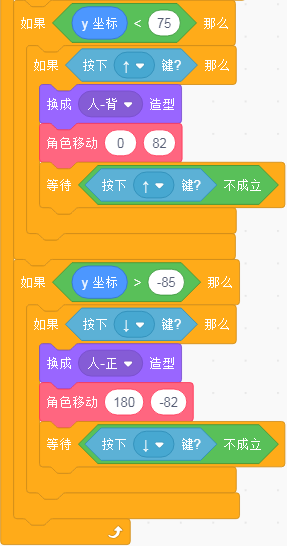 如果 y 坐标 < 75 那么
如果 按下 ↑ 键? 那么
换成 人-背 造型
角色移动 0 82
等待 按下 ↑ 键? 不成立
如果 y 坐标 > -85 那么
如果 按下 ↓ 键? 那么
换成 人-正 造型
角色移动 180 -82
等待 按下 ↓ 键? 不成立